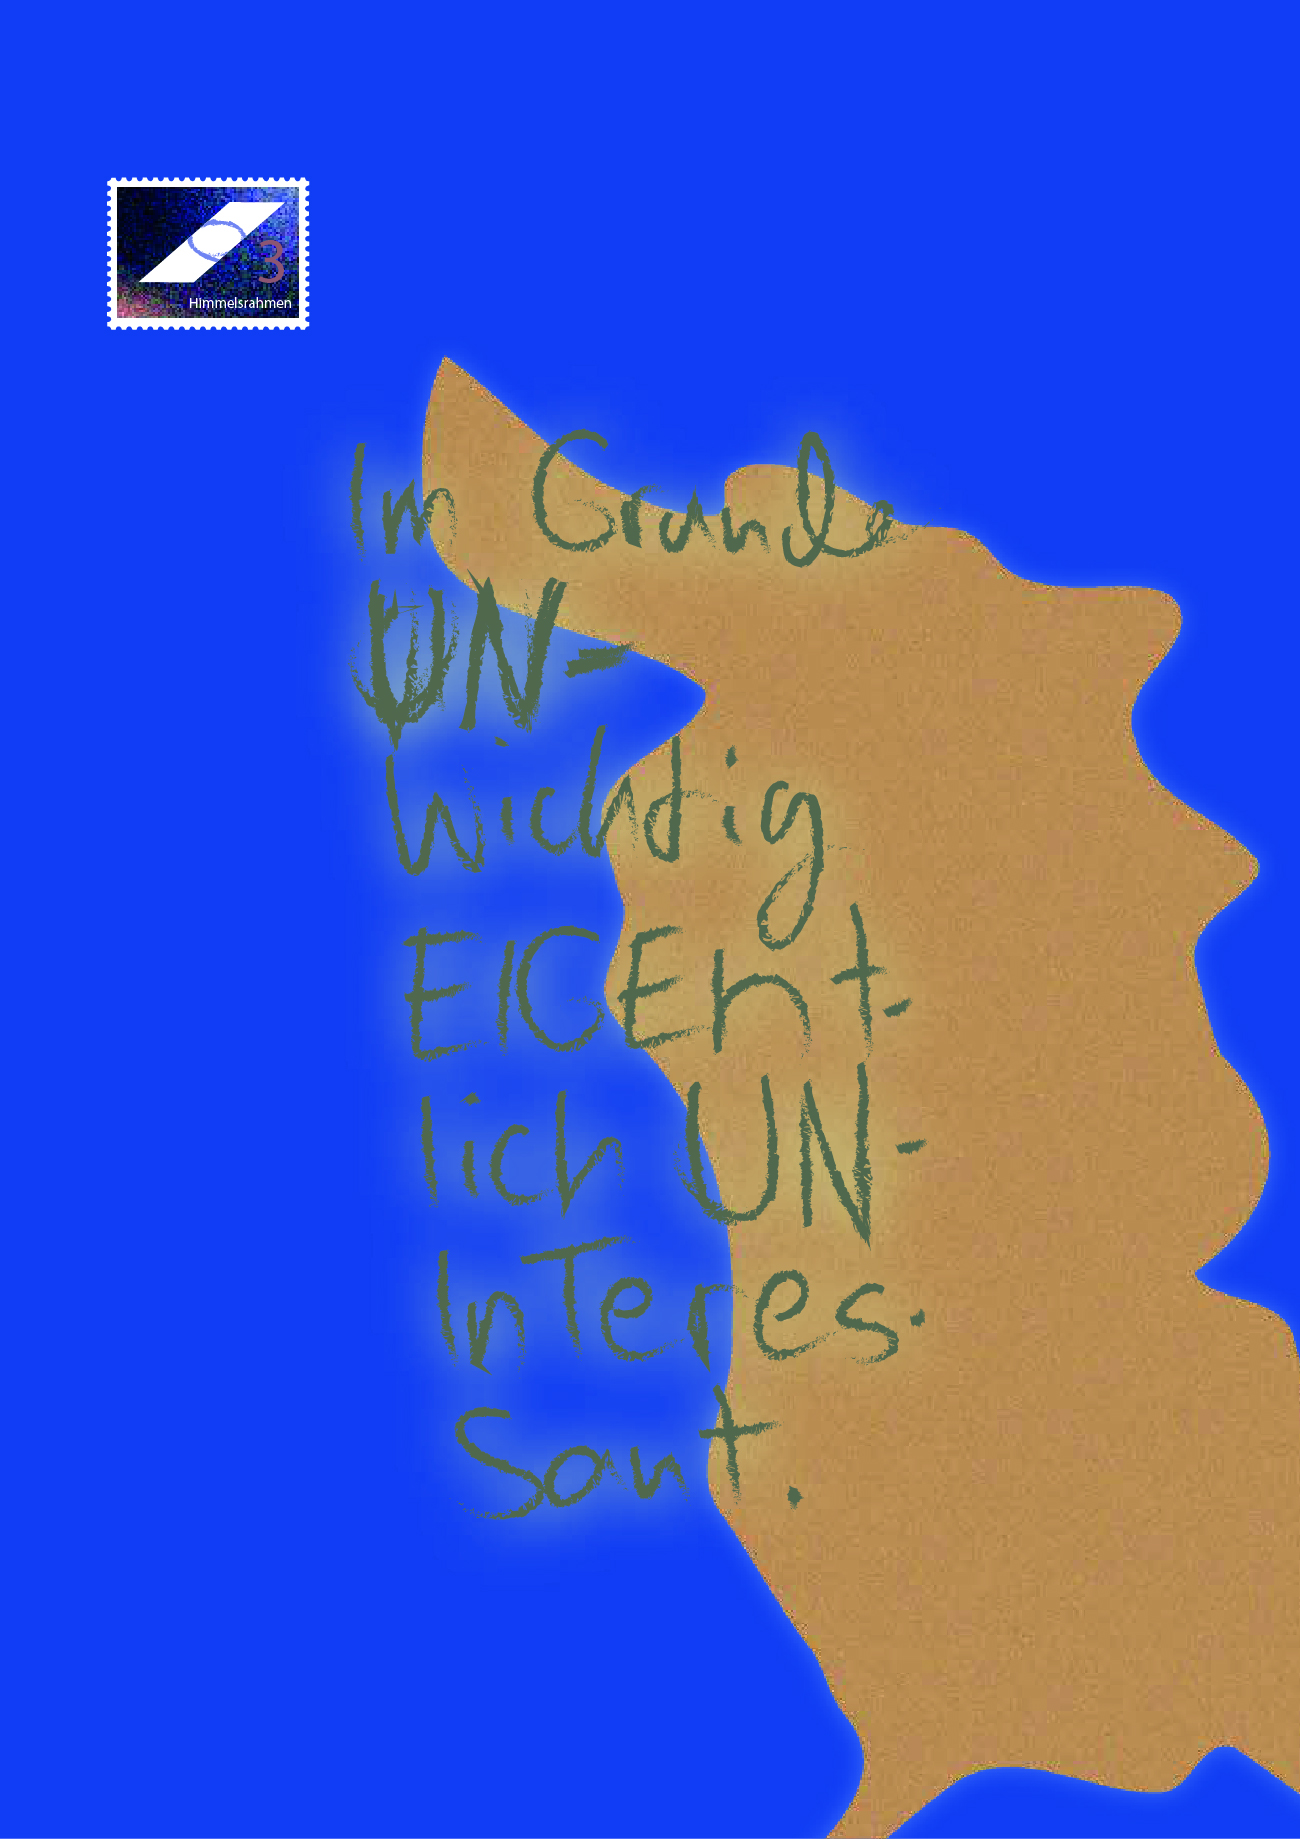 3
Himmelsrahmen
Im Grunde
UN-
wichtig
EIGEnt-
lich UN-
InTeres-
Sant.